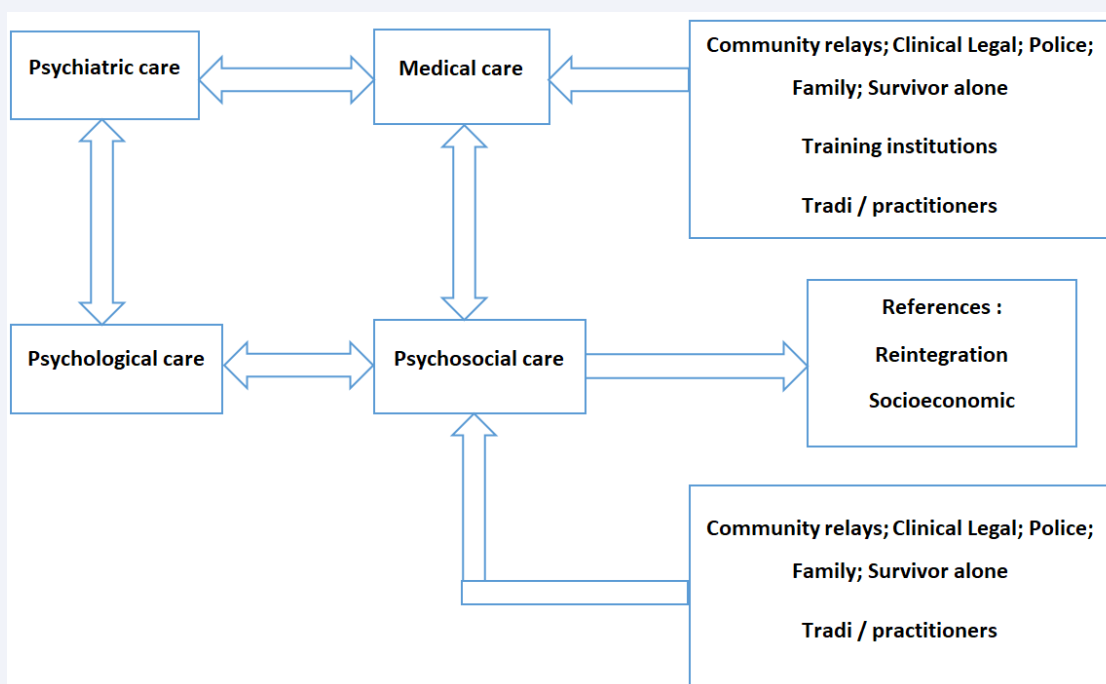 Psychiatric care
Medical care
Community relays; Clinical Legal; Police;
Family; Survivor alone
Training institutions
Tradi / practitioners
Psychological care
Psychosocial care
References :
Reintegration
Socioeconomic
Community relays; Clinical Legal; Police;
Family; Survivor alone
Tradi / practitioners